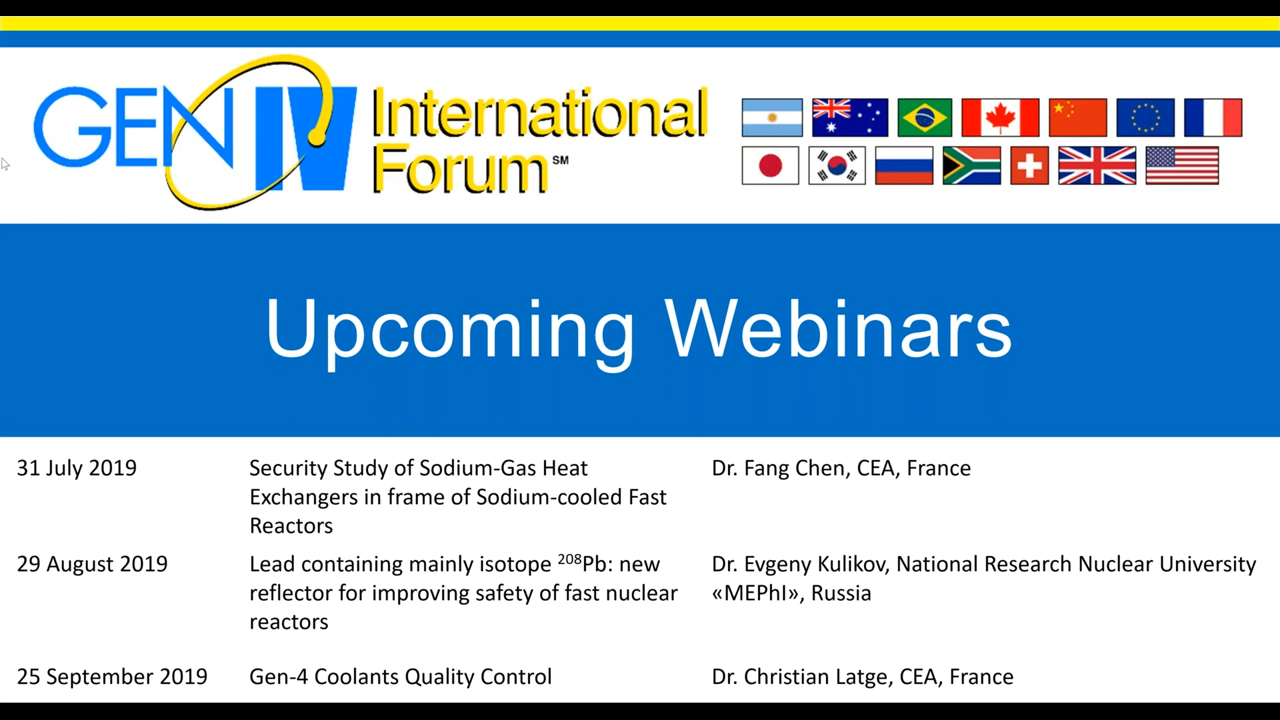 GEN IV International
Forum SM
Upcoming Webinars
31 July 2019 Security Study of Sodium-Gas Heat Dr. Fang Chen, CEA, France
Exchangers in frame of Sodium-cooled Fast
Reactors
29 August 2019 Lead containing mainly isotope ²⁰⁸Pb: new Dr. Evgeny Kulikov, National Research Nuclear University
reflector for improving safety of fast nuclear «MEPhI», Russia
reactors
25 September 2019 Gen-4 Coolants Quality Control Dr. Christian Latge, CEA, France